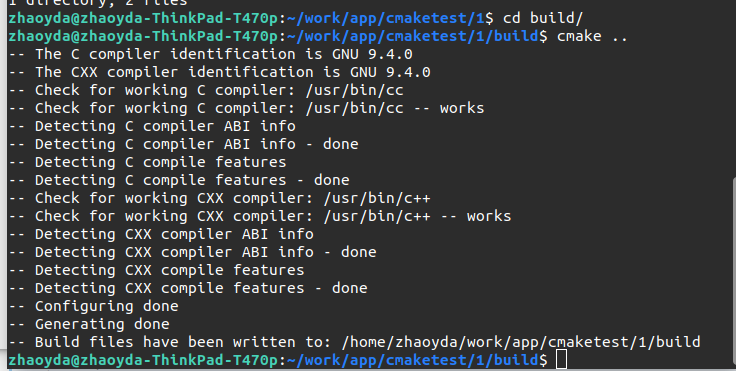 1 directory, 2 files
zhaoyda@zhaoyda-ThinkPad-T470p:~/work/app/cmaketest/1$ cd build/
zhaoyda@zhaoyda-ThinkPad-T470p:~/work/app/cmaketest/1/build$ cmake ..
-- The C compiler identification is GNU 9.4.0
-- The CXX compiler identification is GNU 9.4.0
-- Check for working C compiler: /usr/bin/cc
-- Check for working C compiler: /usr/bin/cc -- works
-- Detecting C compiler ABI info
-- Detecting C compiler ABI info - done
-- Detecting C compile features
-- Detecting C compile features - done
-- Check for working CXX compiler: /usr/bin/c++
-- Check for working CXX compiler: /usr/bin/c++ -- works
-- Detecting CXX compiler ABI info
-- Detecting CXX compiler ABI info - done
-- Detecting CXX compile features
-- Detecting CXX compile features - done
-- Configuring done
-- Generating done
-- Build files have been written to: /home/zhaoyda/work/app/cmaketest/1/build
zhaoyda@zhaoyda-ThinkPad-T470p:~/work/app/cmaketest/1/build$